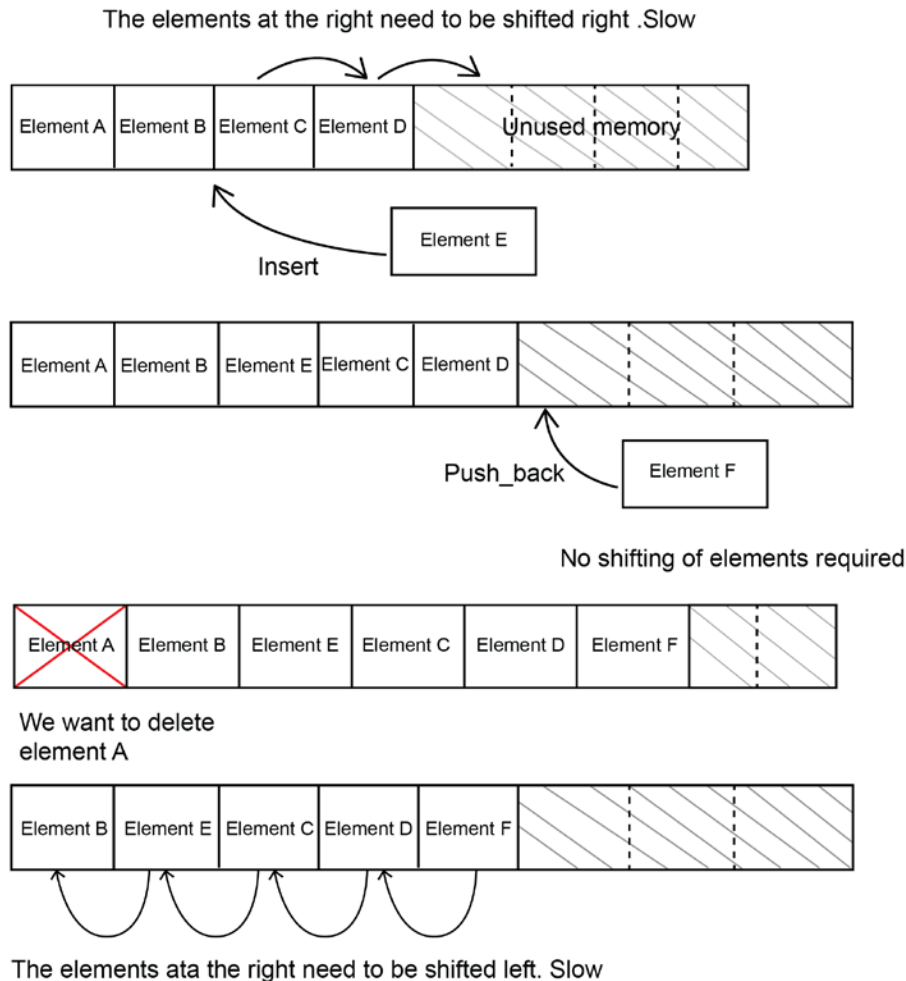 The elements at the right need to be shifted right .Slow
Element A Element B Element C Element D Unused memory
Element E
Insert
Element A Element B Element E Element C Element D
Push_back
Element F
No shifting of elements required
Element A Element B Element E Element C Element D Element F
We want to delete
element A
Element B Element E Element C Element D Element F
The elements ata the right need to be shifted left. Slow